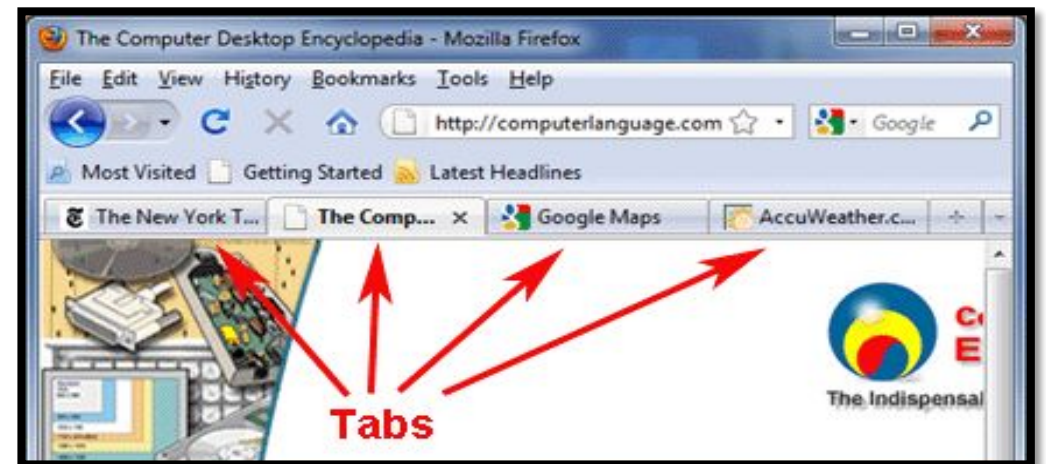 The Computer Desktop Encyclopedia - Mozilla Firefox
File Edit View History Bookmarks Tools Help
http://computerlanguage.com Google
Most Visited Getting Started Latest Headlines
The New York T... The Comp... Google Maps AccuWeather.c...
Co
E
The Indispensal
Tabs